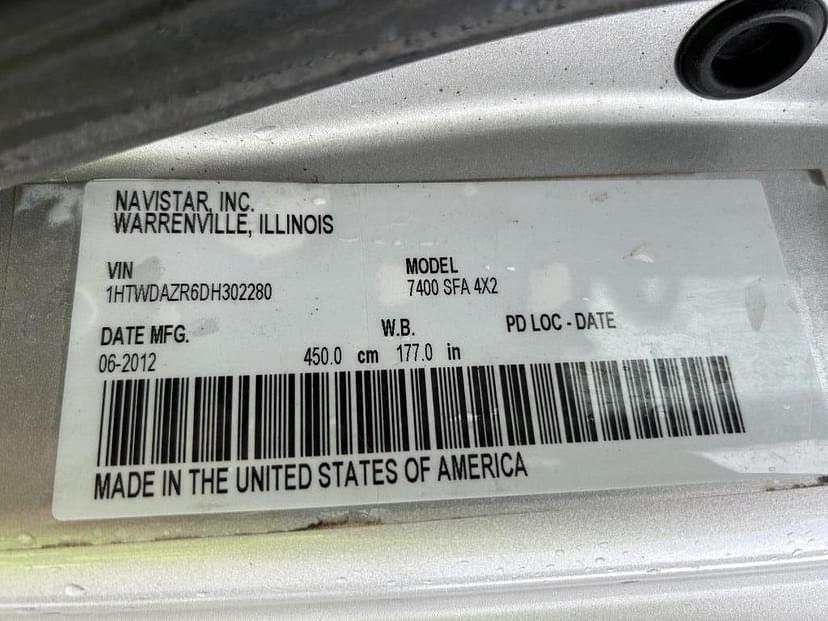 NAVISTAR, INC.
WARRENVILLE, ILLINOIS
VIN MODEL
1HTWDAZR6DH302280 7400 SFA 4X2
DATE MFG. W.B. PD LOC - DATE
06-2012 450.0 cm 177.0 in
MADE IN THE UNITED STATES OF AMERICA